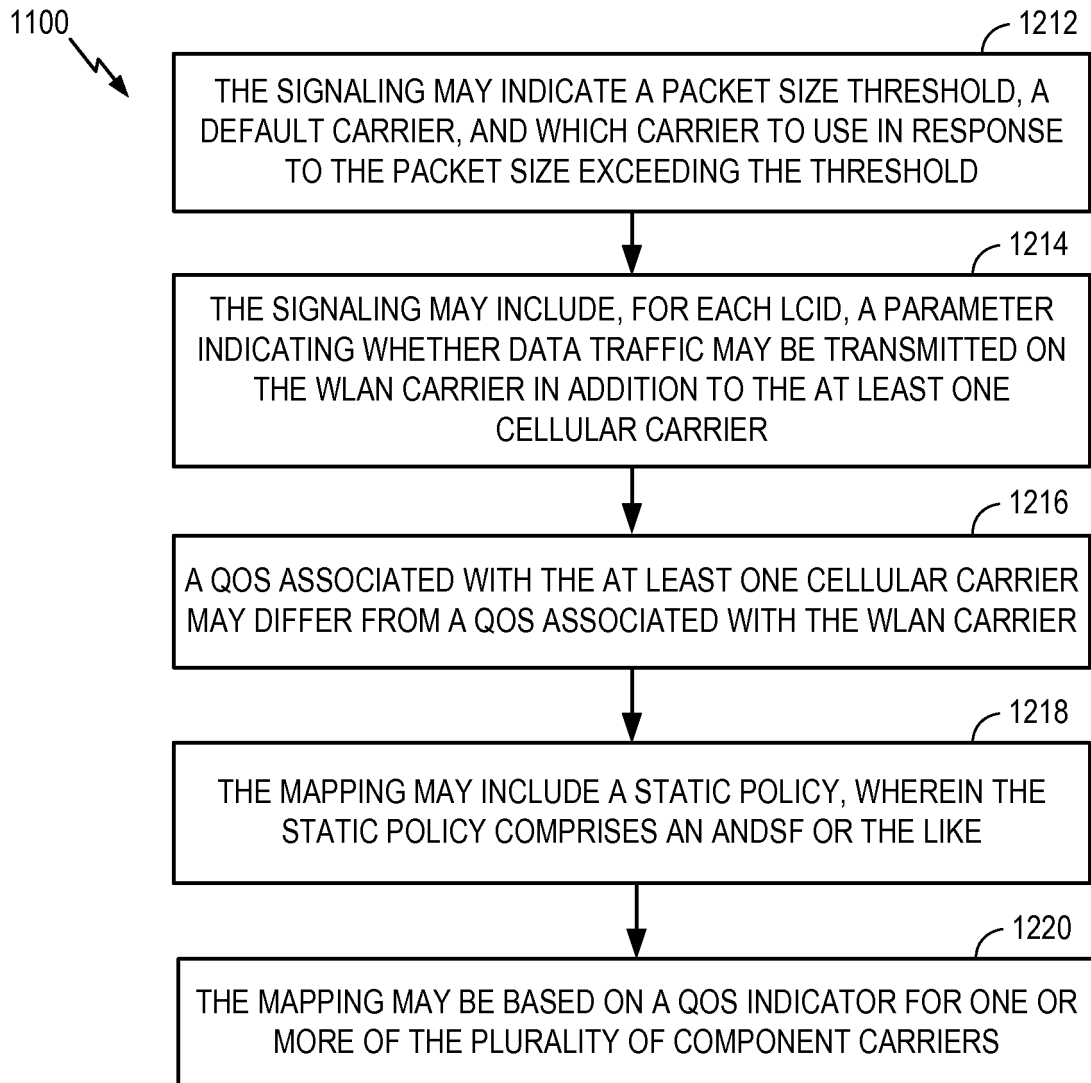 1100
1212
THE SIGNALING MAY INDICATE A PACKET SIZE THRESHOLD, A
DEFAULT CARRIER, AND WHICH CARRIER TO USE IN RESPONSE
TO THE PACKET SIZE EXCEEDING THE THRESHOLD
1214
THE SIGNALING MAY INCLUDE, FOR EACH LCID, A PARAMETER
INDICATING WHETHER DATA TRAFFIC MAY BE TRANSMITTED ON
THE WLAN CARRIER IN ADDITION TO THE AT LEAST ONE
CELLULAR CARRIER
1216
A QOS ASSOCIATED WITH THE AT LEAST ONE CELLULAR CARRIER
MAY DIFFER FROM A QOS ASSOCIATED WITH THE WLAN CARRIER
1218
THE MAPPING MAY INCLUDE A STATIC POLICY, WHEREIN THE
STATIC POLICY COMPRISES AN ANDSF OR THE LIKE
1220
THE MAPPING MAY BE BASED ON A QOS INDICATOR FOR ONE OR
MORE OF THE PLURALITY OF COMPONENT CARRIERS